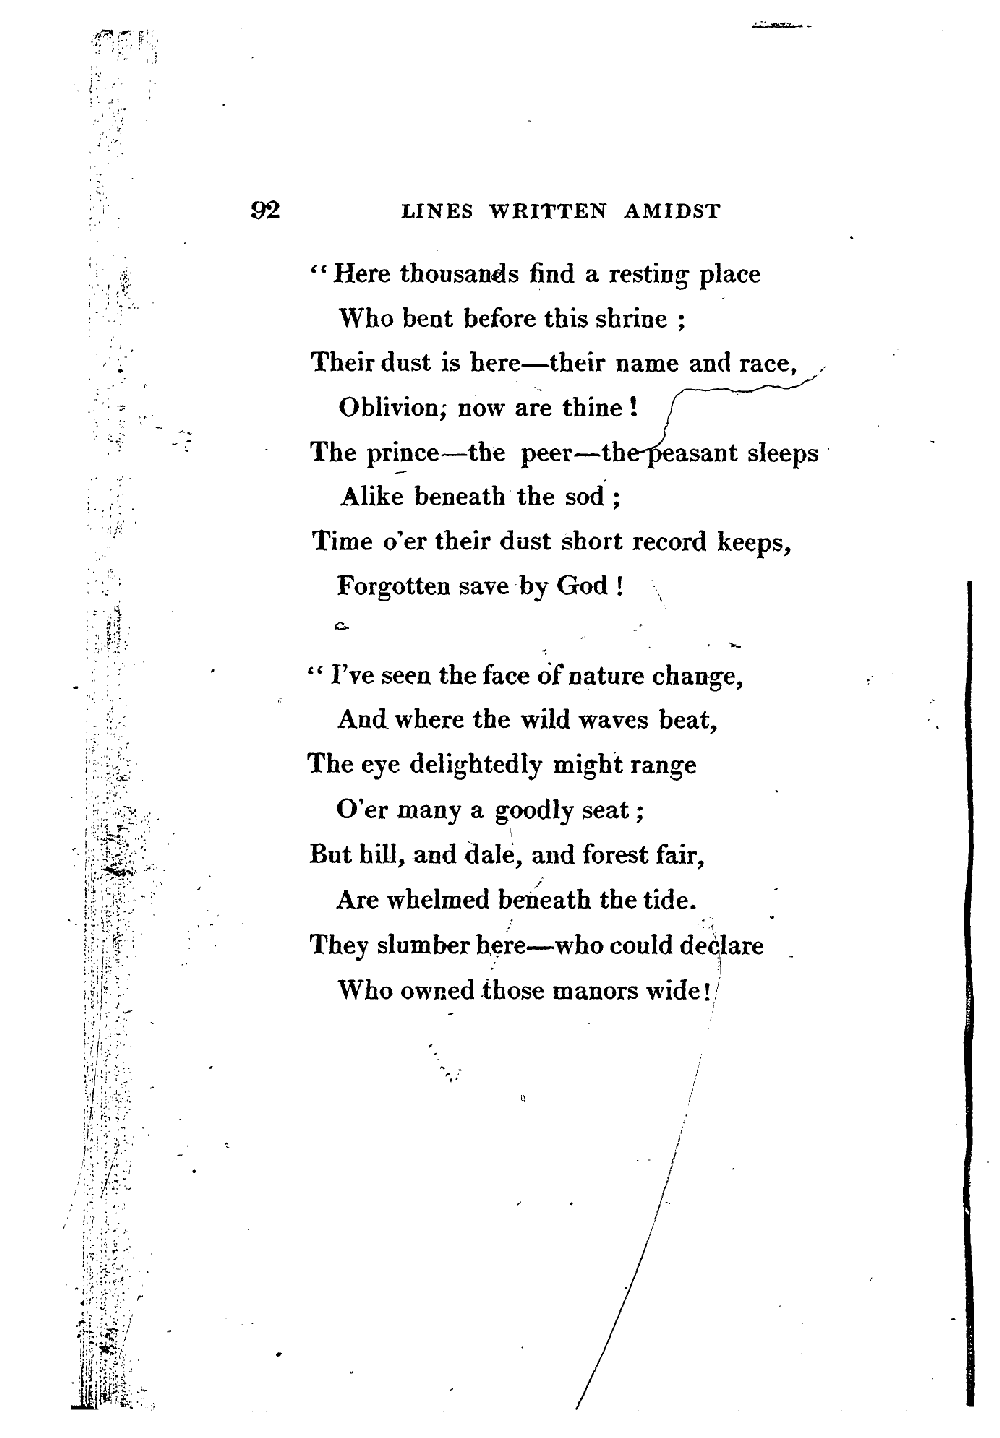 92 LINES WRITTEN AMIDST
“ Here thousands find a resting place
Who bent before this shrine ;
Their dust is here—their name and race,
Oblivion; now are thine !
The prince—the peer—the peasant sleeps
Alike beneath the sod ;
Time o’er their dust short record keeps,
Forgotten save by God !
“ I’ve seen the face of nature change,
And where the wild waves beat,
The eye delightedly might range
O’er many a goodly seat ;
But hill, and dale, and forest fair,
Are whelmed beneath the tide.
They slumber here—who could declare
Who owned those manors wide !